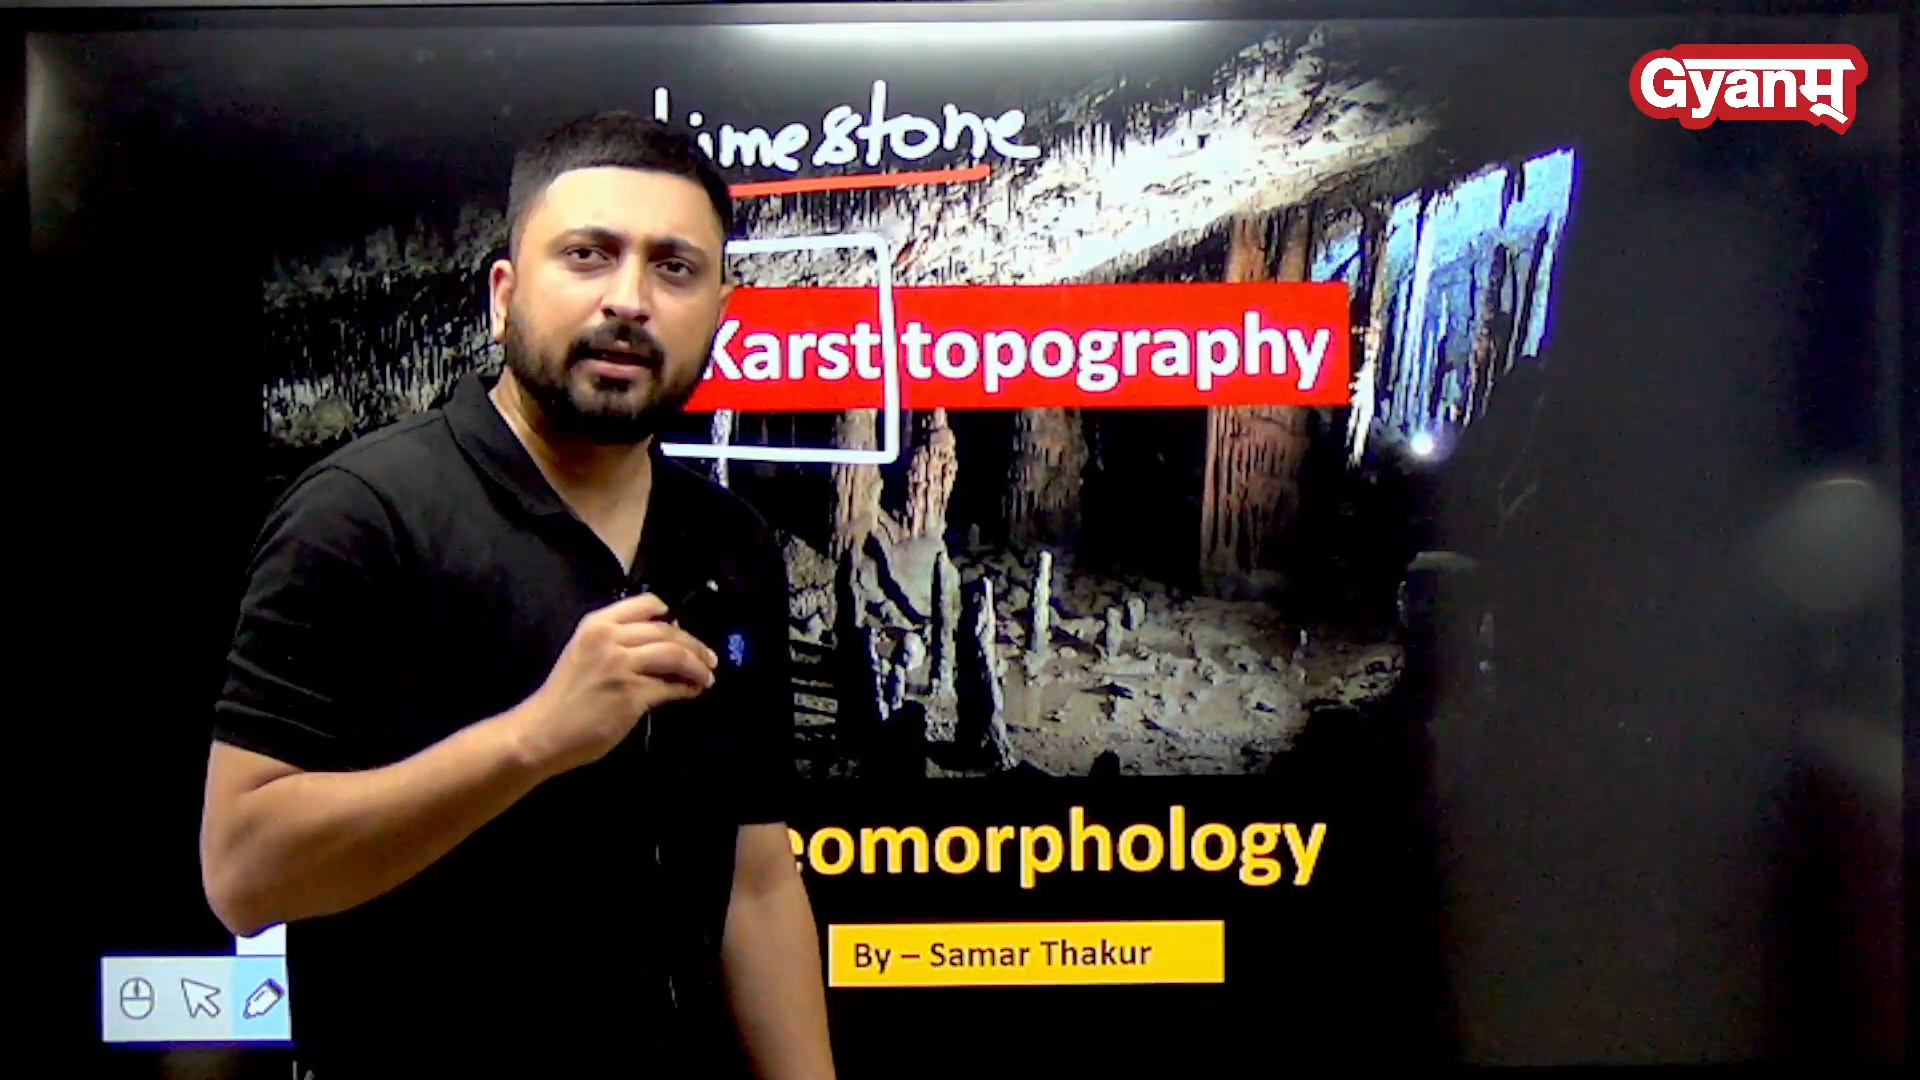 Gyanम्
Limestone
Karst topography
eomorphology
By – Samar Thakur